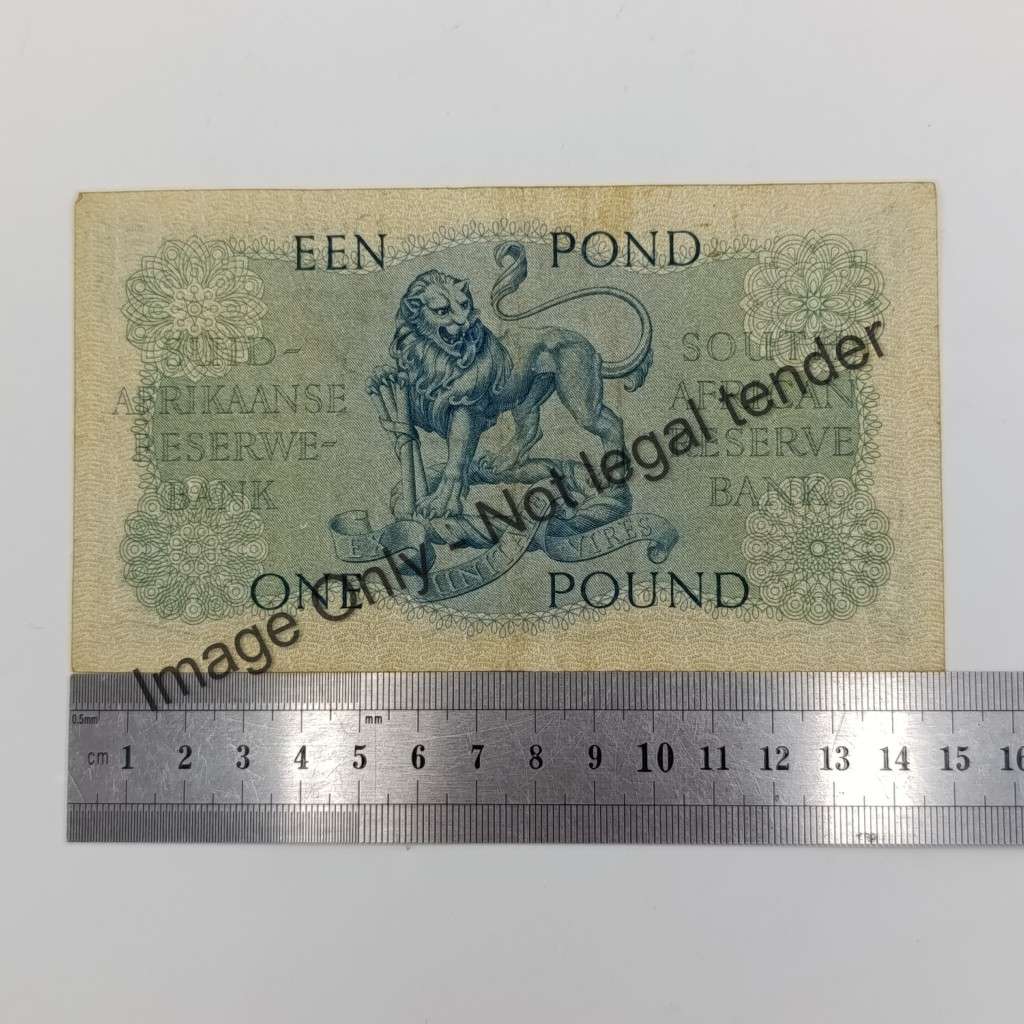 EEN POND
SUID-
AFRIKAANSE
RESERWE-
BANK
SOUTH
AFRICAN
RESERVE
BANK
EX UNITATE VIRES
ONE POUND
Image Only - Not legal tender
0.5mm mm
cm 1 2 3 4 5 6 7 8 9 10 11 12 13 14 15 16